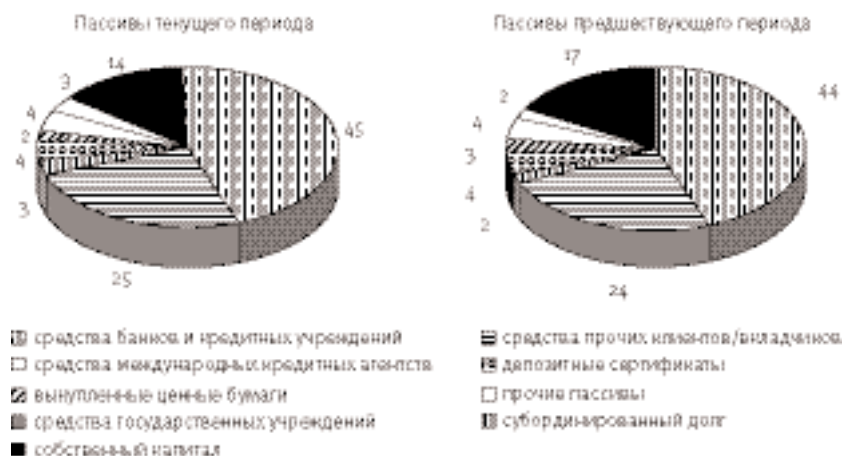 Пассивы текущего периода
Пассивы предшествующего периода
14
3
4
2
4
3
25
45
17
2
4
3
4
2
24
44
средства банков и кредитных учреждений
средства прочих клиентов/вкладчиков
средства международных кредитных агентств
депозитные сертификаты
выпупленные ценные бумаги
прочие пассивы
средства государственных учреждений
субординированный долг
собственный капитал